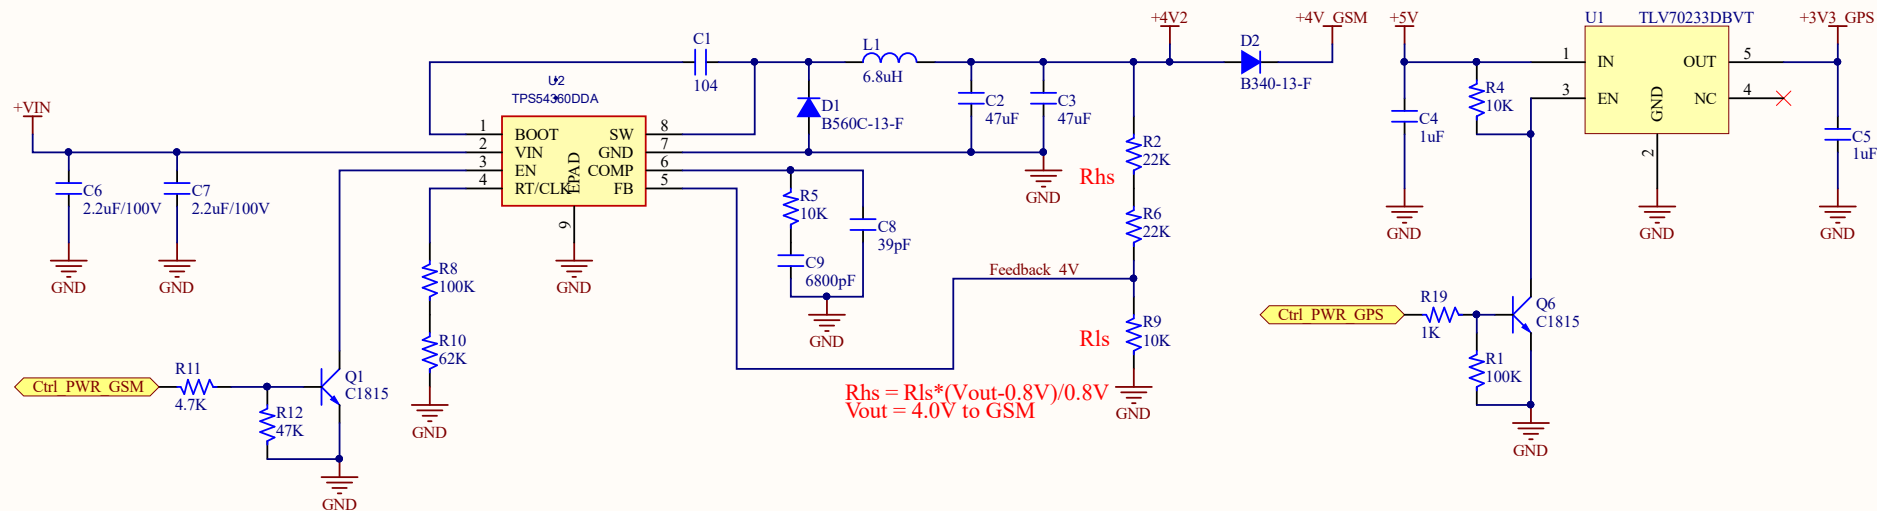 +VIN
C6
2.2uF/100V
GND
C7
2.2uF/100V
GND
U2
TPS54360DDA
1
BOOT
2
VIN
3
EN
4
RT/CLK
EPAD
SW
8
GND
7
COMP
6
FB
5
9
GND
C1
104
D1
B560C-13-F
L1
6.8uH
C2
47uF
C3
47uF
GND
R5
10K
C9
6800pF
C8
39pF
GND
R8
100K
R10
62K
GND
Ctrl_PWR_GSM
R11
4.7K
R12
47K
Q1
C1815
GND
+4V2
D2
B340-13-F
+4V_GSM
Rhs
R2
22K
R6
22K
Feedback_4V
Rls
R9
10K
GND
Rhs = Rls*(Vout-0.8V)/0.8V
Vout = 4.0V to GSM
+5V
C4
1uF
GND
R4
10K
U1
TLV70233DBVT
1
IN
3
EN
GND
2
OUT
5
NC
4
GND
+3V3_GPS
C5
1uF
GND
Ctrl_PWR_GPS
R19
1K
R1
100K
Q6
C1815
GND